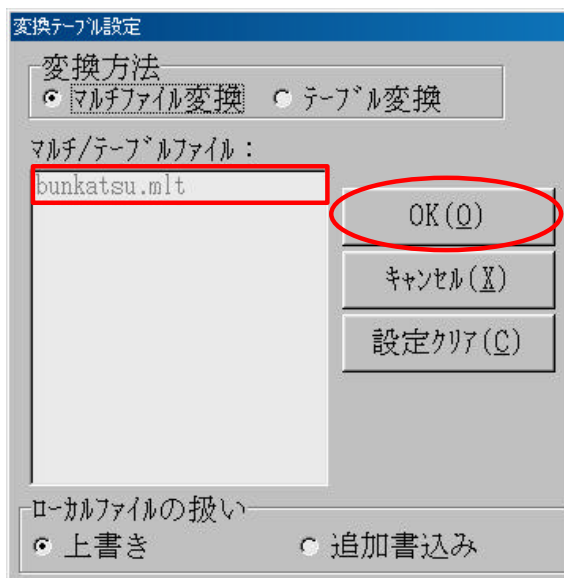 変換ﾃｰﾌﾞﾙ設定
変換方法
ﾏﾙﾁﾌｧｲﾙ変換 ﾃｰﾌﾞﾙ変換
ﾏﾙﾁ/ﾃｰﾌﾞﾙﾌｧｲﾙ：
bunkatsu.mlt
OK(O)
ｷｬﾝｾﾙ(X)
設定ｸﾘｱ(C)
ﾛｰｶﾙﾌｧｲﾙの扱い
上書き 追加書込み